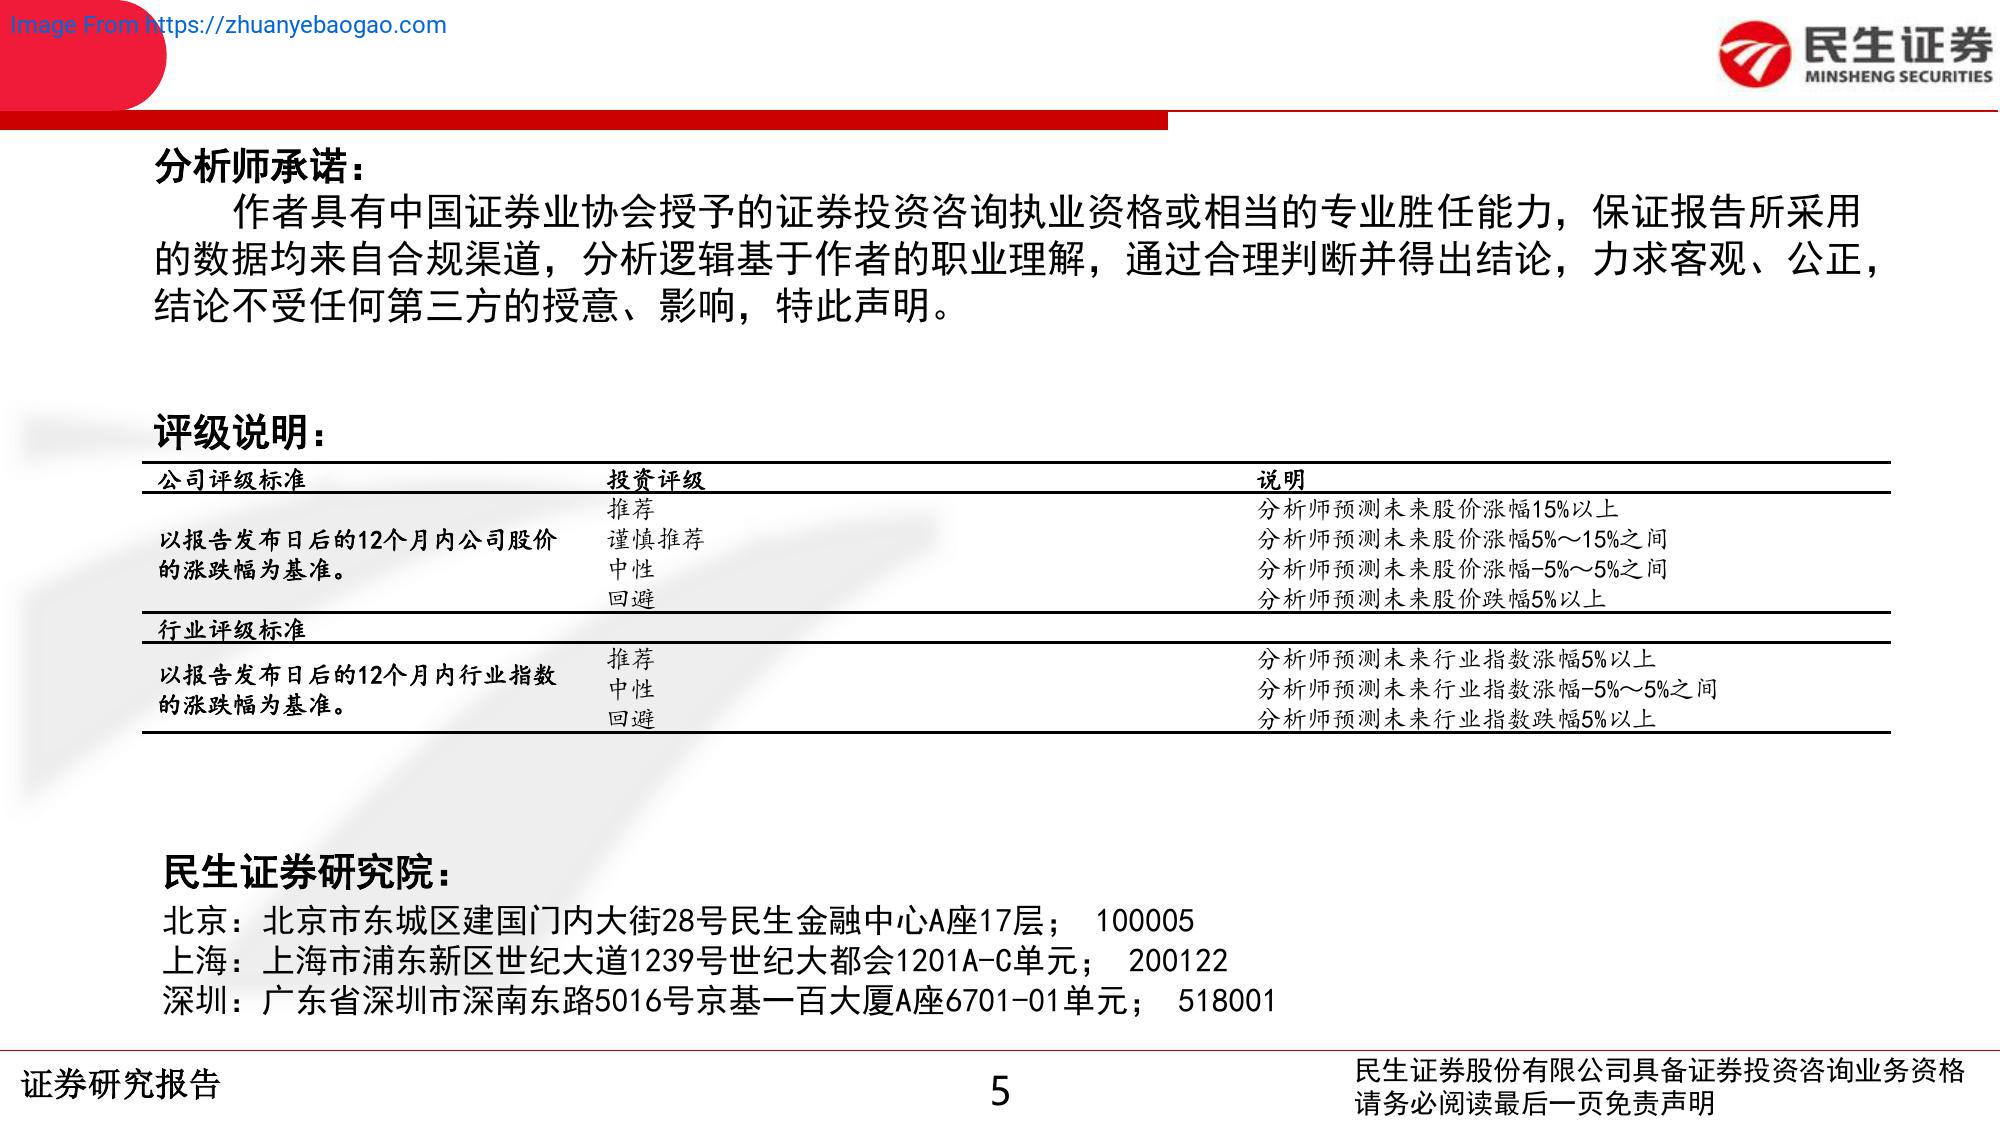 Image From https://zhuanyebaogao.com
民生证券
MINSHENG SECURITIES
分析师承诺：
作者具有中国证券业协会授予的证券投资咨询执业资格或相当的专业胜任能力，保证报告所采用
的数据均来自合规渠道，分析逻辑基于作者的职业理解，通过合理判断并得出结论，力求客观、公正，
结论不受任何第三方的授意、影响，特此声明。
评级说明：
公司评级标准 投资评级 说明
以报告发布日后的12个月内公司股价
的涨跌幅为基准。
推荐 分析师预测未来股价涨幅15%以上
谨慎推荐 分析师预测未来股价涨幅5%～15%之间
中性 分析师预测未来股价涨幅-5%～5%之间
回避 分析师预测未来股价跌幅5%以上
行业评级标准
以报告发布日后的12个月内行业指数
的涨跌幅为基准。
推荐 分析师预测未来行业指数涨幅5%以上
中性 分析师预测未来行业指数涨幅-5%～5%之间
回避 分析师预测未来行业指数跌幅5%以上
民生证券研究院：
北京：北京市东城区建国门内大街28号民生金融中心A座17层； 100005
上海：上海市浦东新区世纪大道1239号世纪大都会1201A-C单元； 200122
深圳：广东省深圳市深南东路5016号京基一百大厦A座6701-01单元； 518001
证券研究报告
5
民生证券股份有限公司具备证券投资咨询业务资格
请务必阅读最后一页免责声明